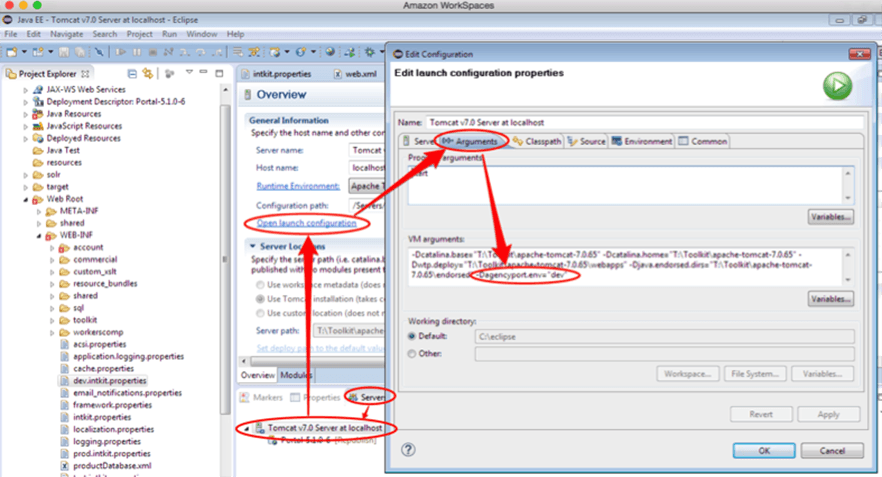 Amazon WorkSpaces
Java EE - Tomcat v7.0 Server at localhost - Eclipse
File Edit Navigate Search Project Run Window Help
Project Explorer
JAX-WS Web Services
Deployment Descriptor: Portal-5.1.0-6
Java Resources
JavaScript Resources
Deployed Resources
Java Test
resources
solr
target
Web Root
META-INF
shared
WEB-INF
account
commercial
custom_xslt
resource_bundles
shared
sql
toolkit
workerscomp
acsi.properties
application.logging.properties
cache.properties
dev.intkit.properties
email_notifications.properties
framework.properties
intkit.properties
localization.properties
logging.properties
prod.intkit.properties
productDatabase.xml
intkit.properties web.xml
Overview
General Information
Specify the host name and other con
Server name: Tomcat v
Host name: localhost
Runtime Environment: Apache T
Configuration path: /Servers/
Open launch configuration
Server Locations
Specify the server path (i.e. catalina.b
published with no modules present t
Use workspace metadata (does n
Use Tomcat installation (takes c
Use custom location (does not r
Server path: T:\Toolkit\apach
Set deploy path to the default value
Overview Modules
Markers Properties Server
Tomcat v7.0 Server at localhost
Portal-5.1.0-6 (Republish)
Edit Configuration
Edit launch configuration properties
Name: Tomcat v7.0 Server at localhost
Server Arguments Classpath Source Environment Common
arguments:
start
Variables...
VM arguments:
-Dcatalina.base="T:\Toolkit\apache-tomcat-7.0.65" -Dcatalina.home="T:\Toolkit\apache-tomcat-7.0.65" -
Dwtp.deploy="T:\Toolkit\apache-tomcat-7.0.65\webapps" -Djava.endorsed.dirs="T:\Toolkit\apache-tomcat-
7.0.65\endorsed" -Dagencyport.env="dev"
Variables...
Working directory:
Default: C:\eclipse
Other:
Workspace... File System... Variables...
Revert Apply
OK Cancel